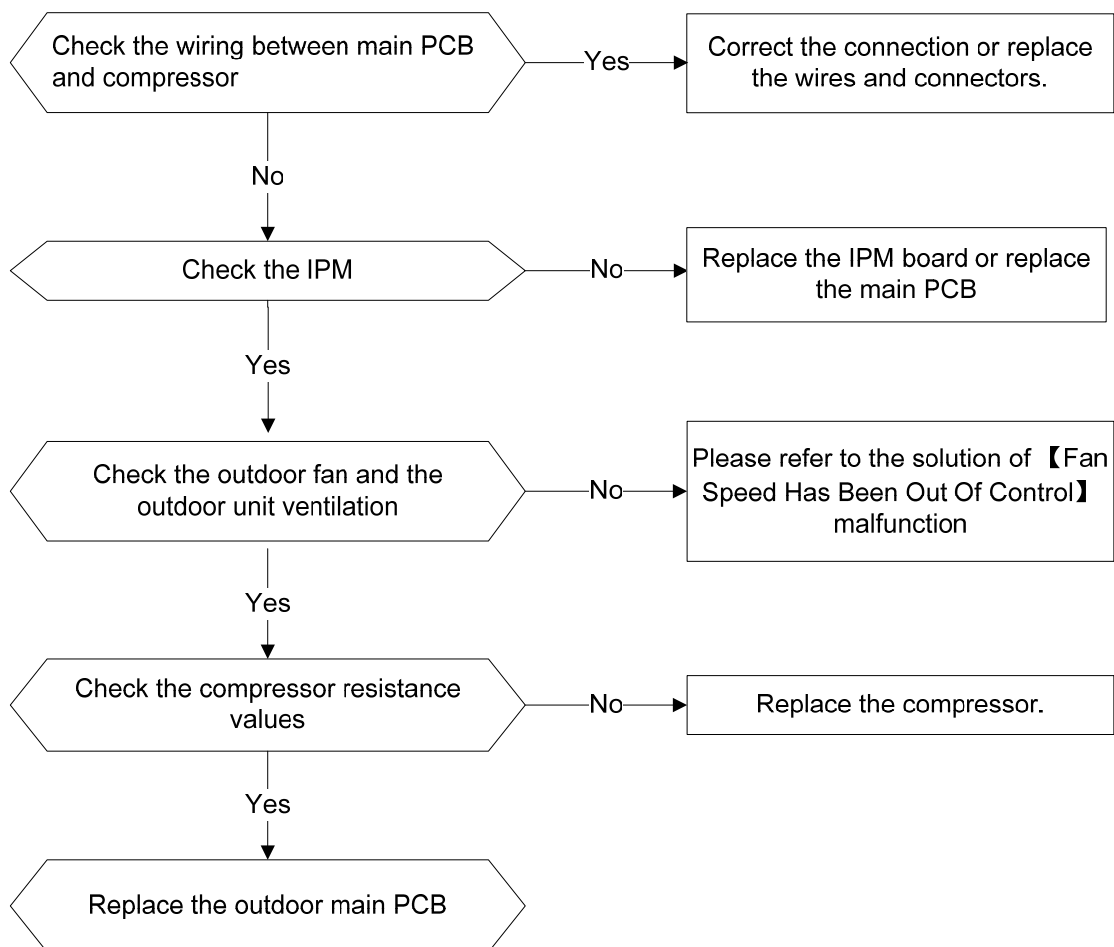 Check the wiring between main PCB
and compressor
Yes
Correct the connection or replace
the wires and connectors.
No
Check the IPM
No
Replace the IPM board or replace
the main PCB
Yes
Check the outdoor fan and the
outdoor unit ventilation
No
Please refer to the solution of 【Fan
Speed Has Been Out Of Control】
malfunction
Yes
Check the compressor resistance
values
No
Replace the compressor.
Yes
Replace the outdoor main PCB